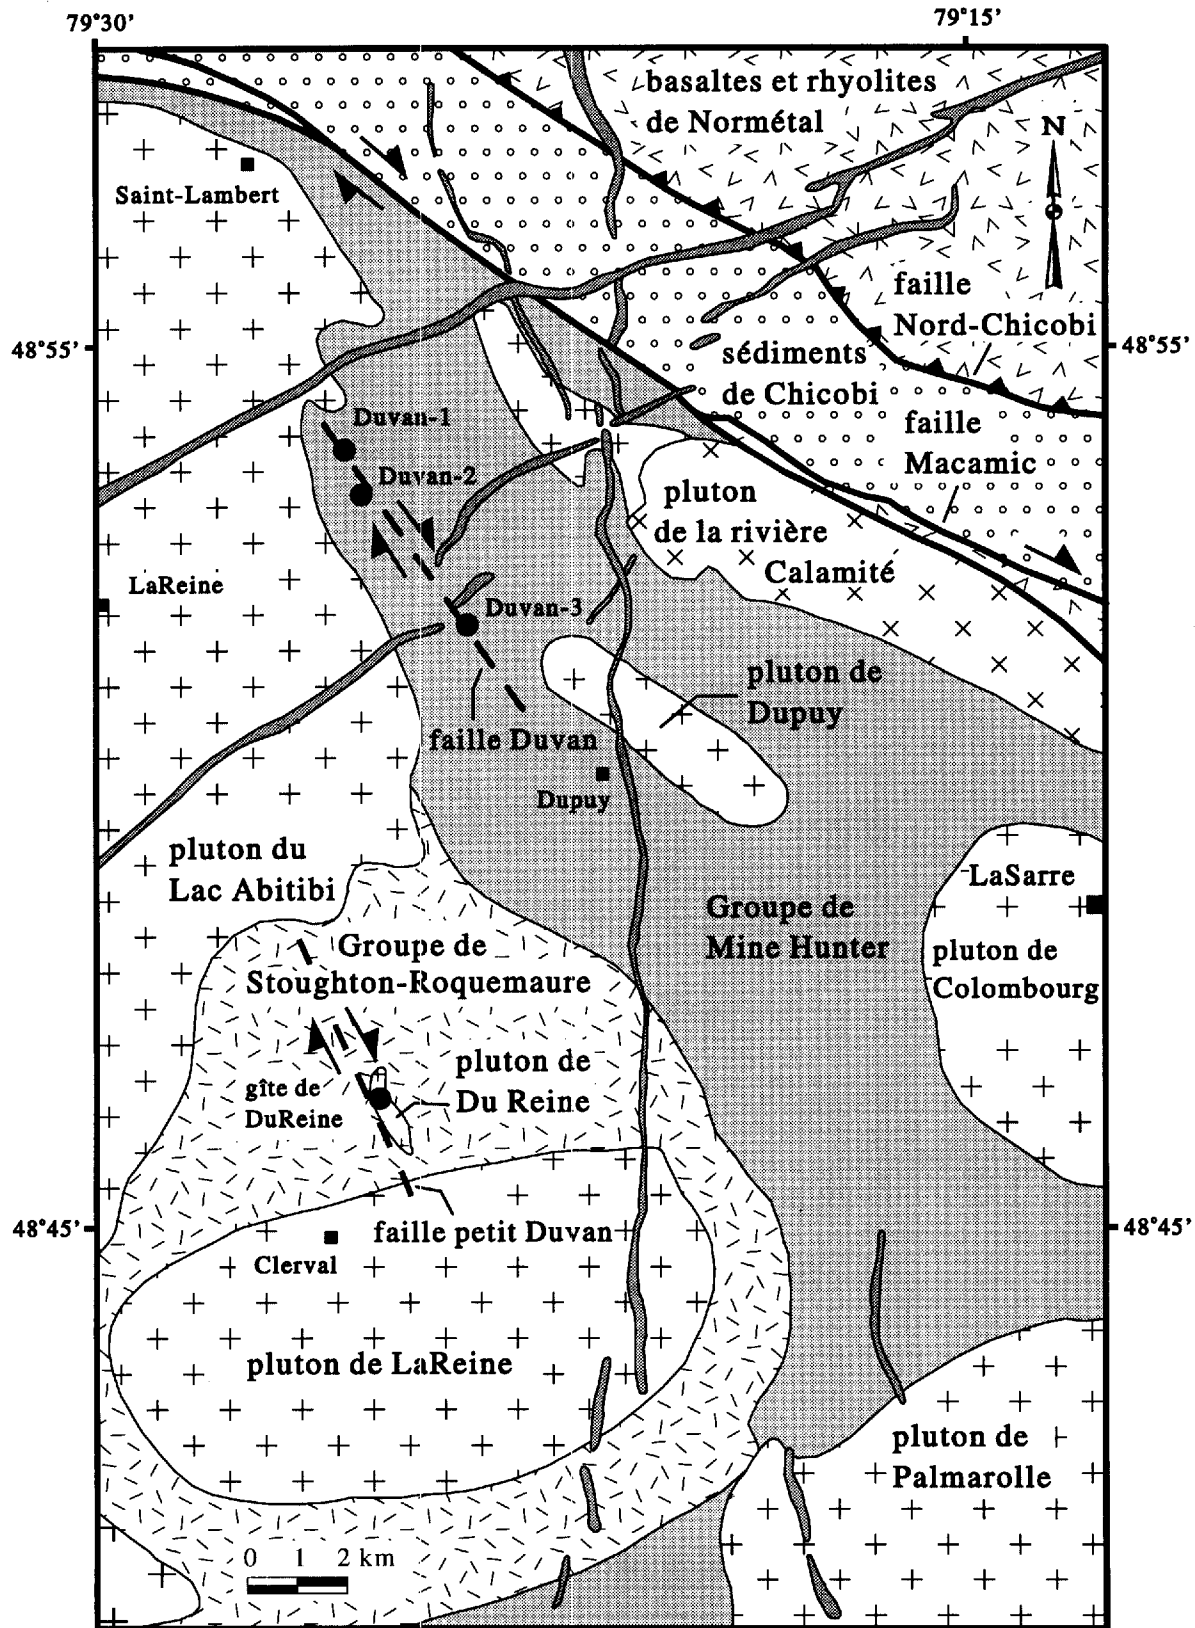 79°30'
79°15'
basaltes et rhyolites
de Normétal
N
Saint-Lambert
faille
Nord-Chicobi
48°55'
48°55'
sédiments
de Chicobi
faille
Macamic
Duvan-1
Duvan-2
pluton
de la rivière
Calamité
LaReine
Duvan-3
pluton de
Dupuy
faille Duvan
Dupuy
pluton du
Lac Abitibi
LaSarre
Groupe de
Mine Hunter
pluton de
Colombourg
Groupe de
Stoughton-Roquemaure
pluton de
Du Reine
gîte de
DuReine
48°45'
48°45'
faille petit Duvan
Clerval
pluton de LaReine
pluton de
Palmarolle
0 1 2 km